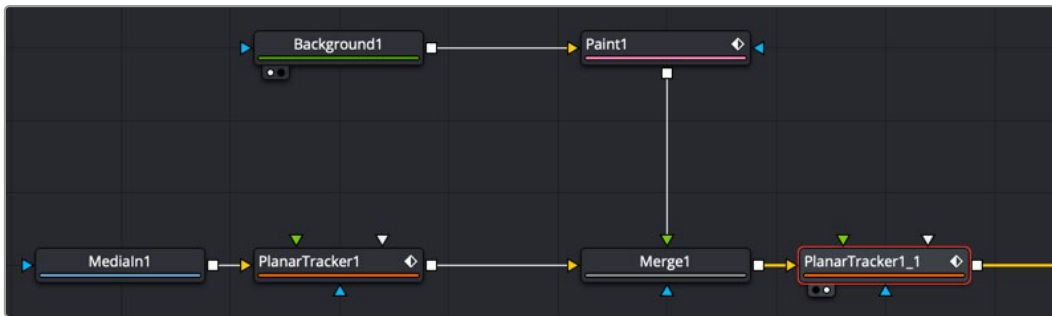 Background1
Paint1
MediaIn1
PlanarTracker1
Merge1
PlanarTracker1_1